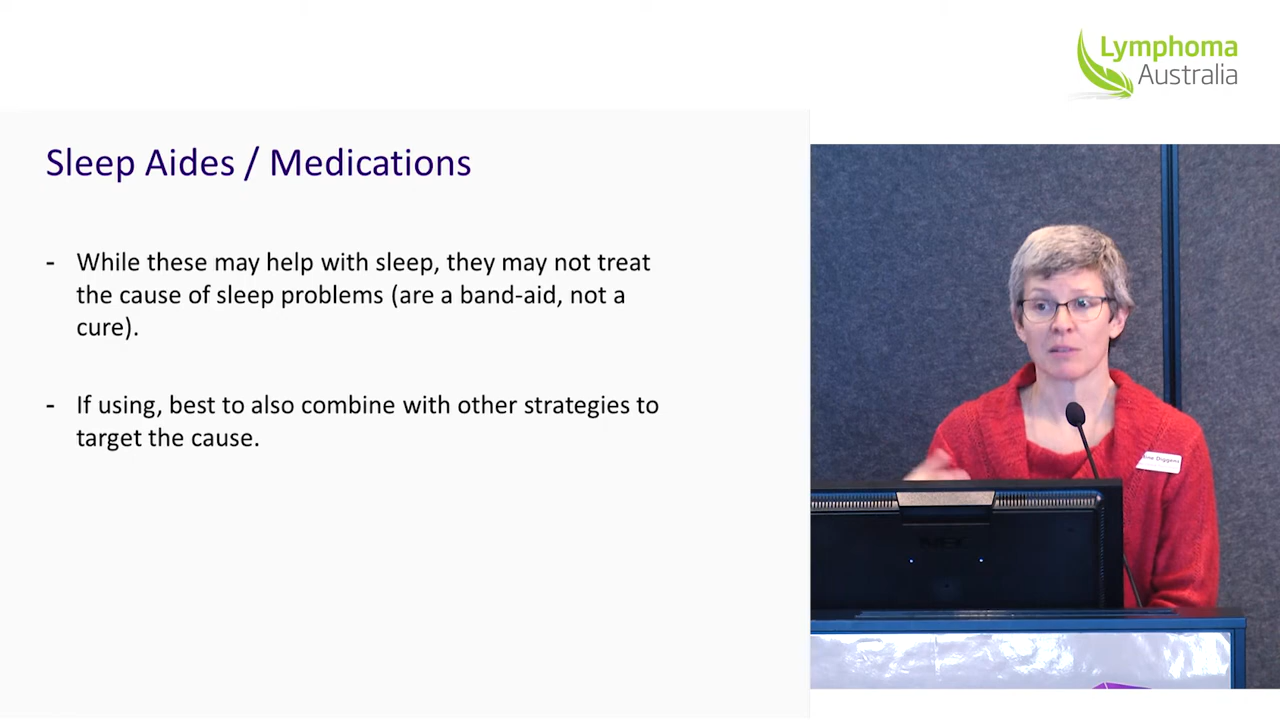 Lymphoma
Australia
Sleep Aides / Medications
- While these may help with sleep, they may not treat
the cause of sleep problems (are a band-aid, not a
cure).
- If using, best to also combine with other strategies to
target the cause.
Diggens
NEC